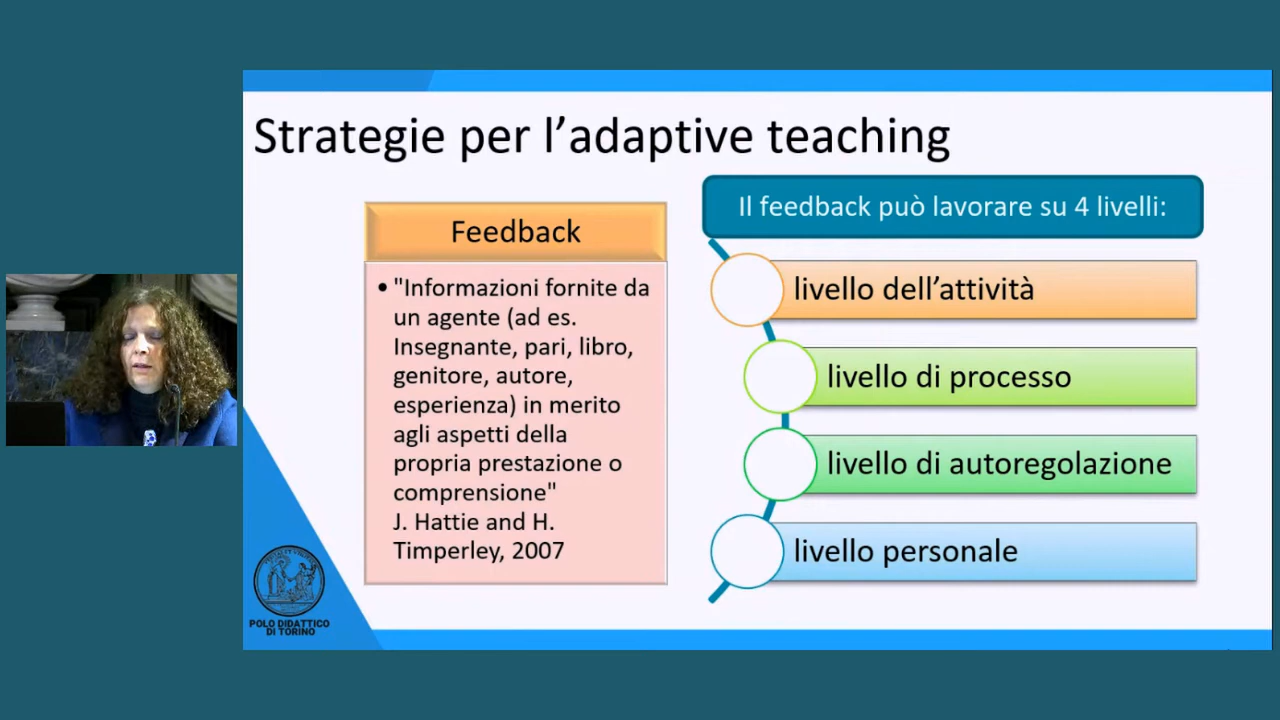 Strategie per l'adaptive teaching
Feedback
• "Informazioni fornite da
un agente (ad es.
Insegnante, pari, libro,
genitore, autore,
esperienza) in merito
agli aspetti della
propria prestazione o
comprensione"
J. Hattie and H.
Timperley, 2007
Il feedback può lavorare su 4 livelli:
livello dell'attività
livello di processo
livello di autoregolazione
livello personale
POLO DIDATTICO
DI TORINO